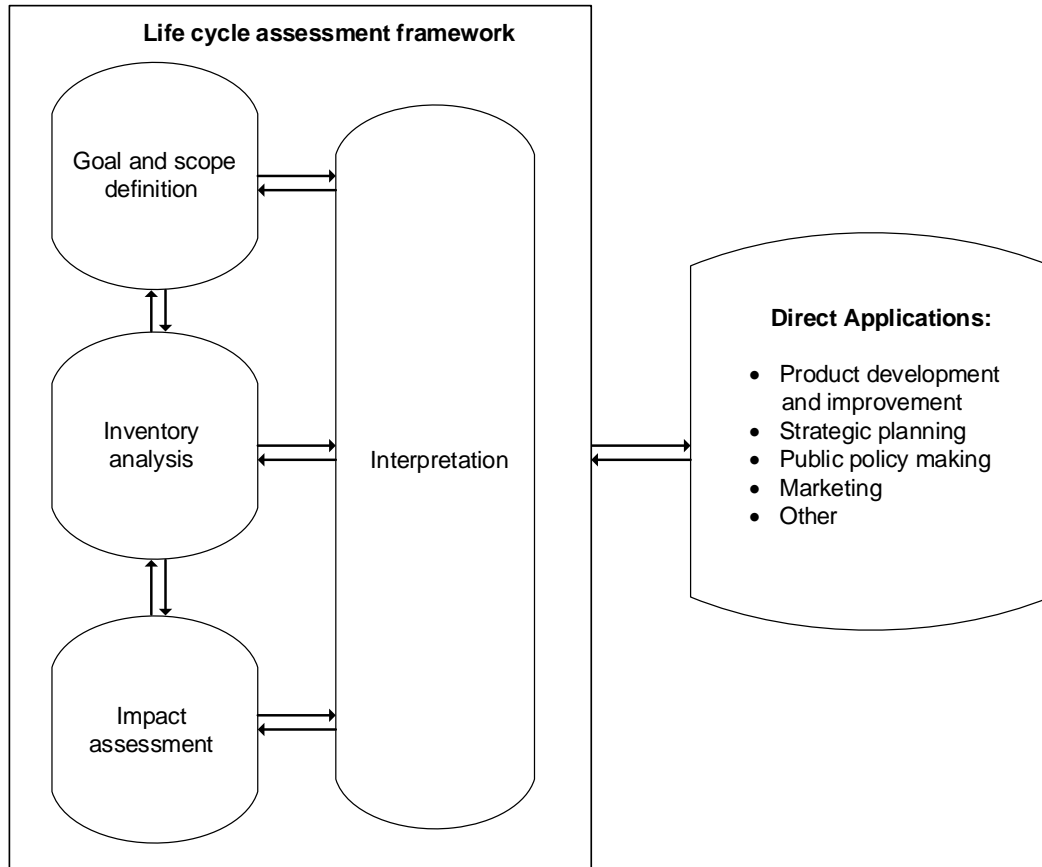 Life cycle assessment framework
Goal and scope
definition
Inventory
analysis
Impact
assessment
Interpretation
Direct Applications:
• Product development
and improvement
• Strategic planning
• Public policy making
• Marketing
• Other